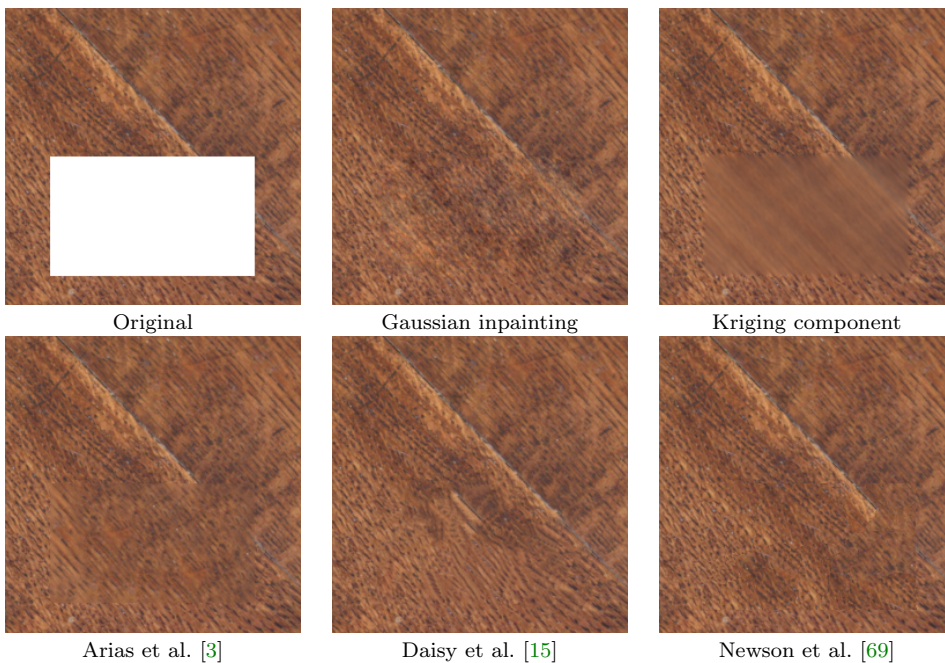 Original Gaussian inpainting Kriging component
Arias et al. [3] Daisy et al. [15] Newson et al. [69]